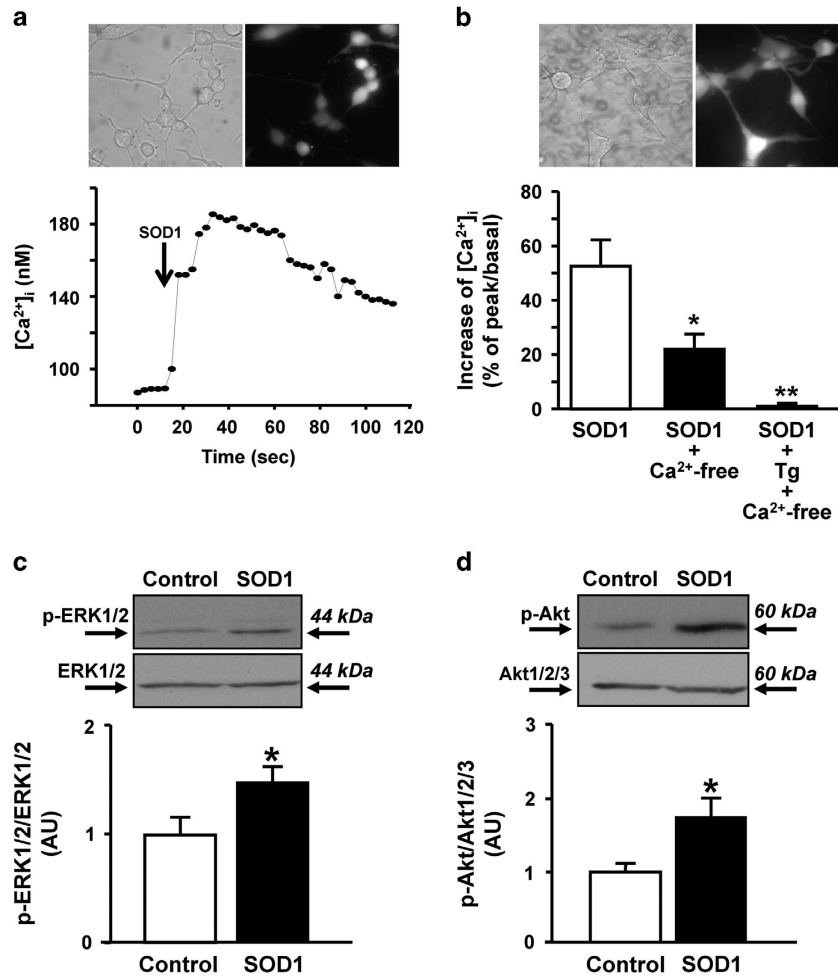 a
SOD1
[Ca²⁺]ᵢ (nM)
180
140
100
0 20 40 60 80 100 120
Time (sec)
b
Increase of [Ca²⁺]ᵢ
(% of peak/basal)
80
60
40
20
0
*
**
SOD1 SOD1 SOD1
+ +
Ca²⁺-free Tg
+
Ca²⁺-free
c
Control SOD1
p-ERK1/2 44 kDa
ERK1/2 44 kDa
p-ERK1/2/ERK1/2
(AU)
2
1
0
*
Control SOD1
d
Control SOD1
p-Akt 60 kDa
Akt1/2/3 60 kDa
p-Akt/Akt1/2/3
(AU)
3
2
1
0
*
Control SOD1